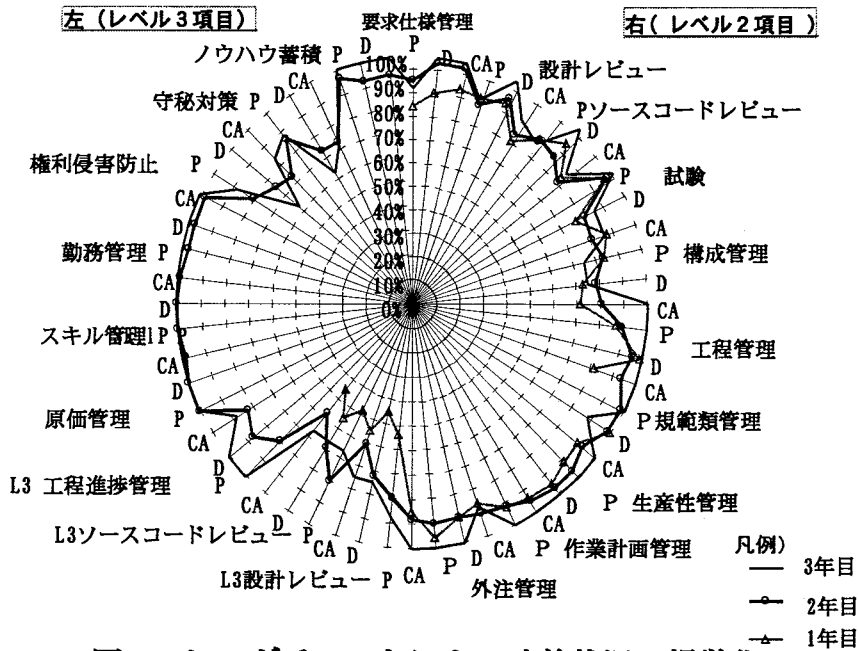 左（レベル３項目）
右( レベル２項目 )
要求仕様管理
P D CA
ノウハウ蓄積 P D CA
設計レビュー
P D CA
守秘対策 P D CA
Pソースコードレビュー
D CA
権利侵害防止 P D CA
試験
P D CA
勤務管理 P D CA
P 構成管理
D CA
スキル管理
P D CA
P 工程管理
D CA
原価管理 P D CA
P規範類管理
D CA
L3 工程進捗管理 P D CA
P 生産性管理
D CA
L3ソースコードレビュー P D CA
P 作業計画管理
D CA
L3設計レビュー P D CA
外注管理
P D CA
100%
90%
80%
70%
60%
50%
40%
30%
20%
10%
0%
凡例）
3年目
2年目
1年目